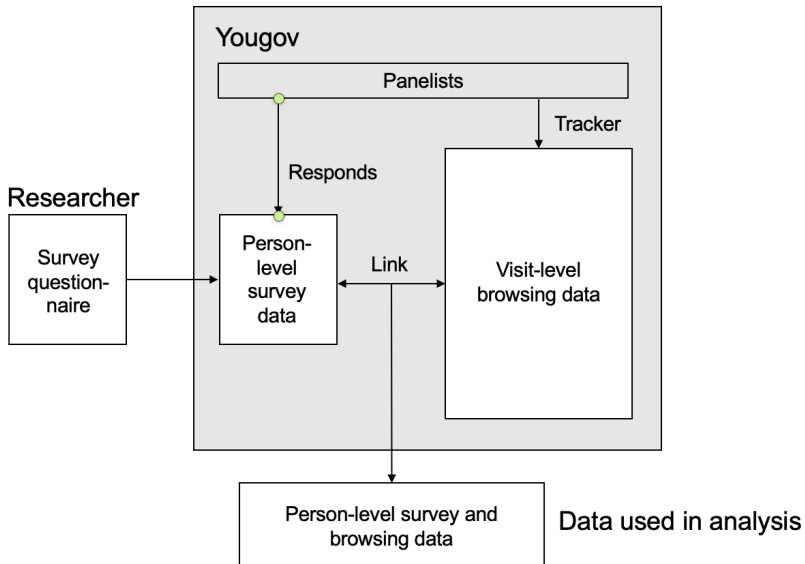 Yougov
Panelists
Tracker
Responds
Researcher
Survey
question-
naire
Person-
level
survey
data
Link
Visit-level
browsing data
Person-level survey and
browsing data
Data used in analysis